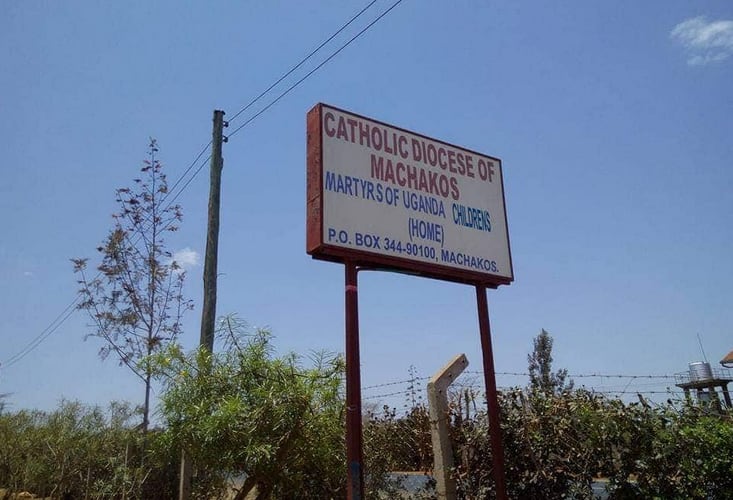 CATHOLIC DIOCESE OF
MACHAKOS
MARTYRS OF UGANDA CHILDRENS
(HOME)
P.O. BOX 344-90100, MACHAKOS.